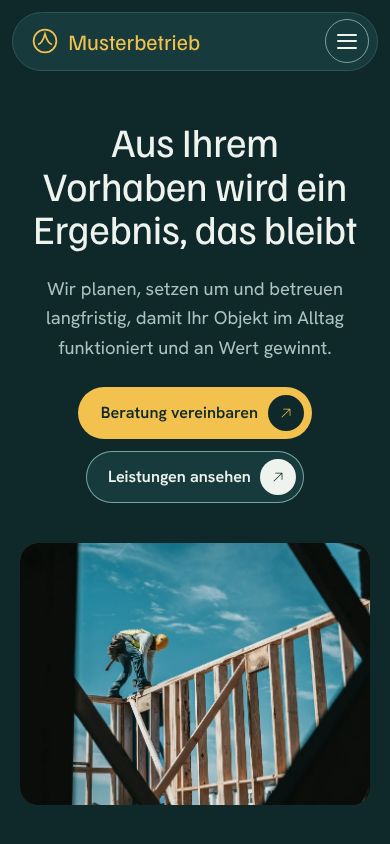 Musterbetrieb
Aus Ihrem
Vorhaben wird ein
Ergebnis, das bleibt
Wir planen, setzen um und betreuen
langfristig, damit Ihr Objekt im Alltag
funktioniert und an Wert gewinnt.
Beratung vereinbaren
Leistungen ansehen